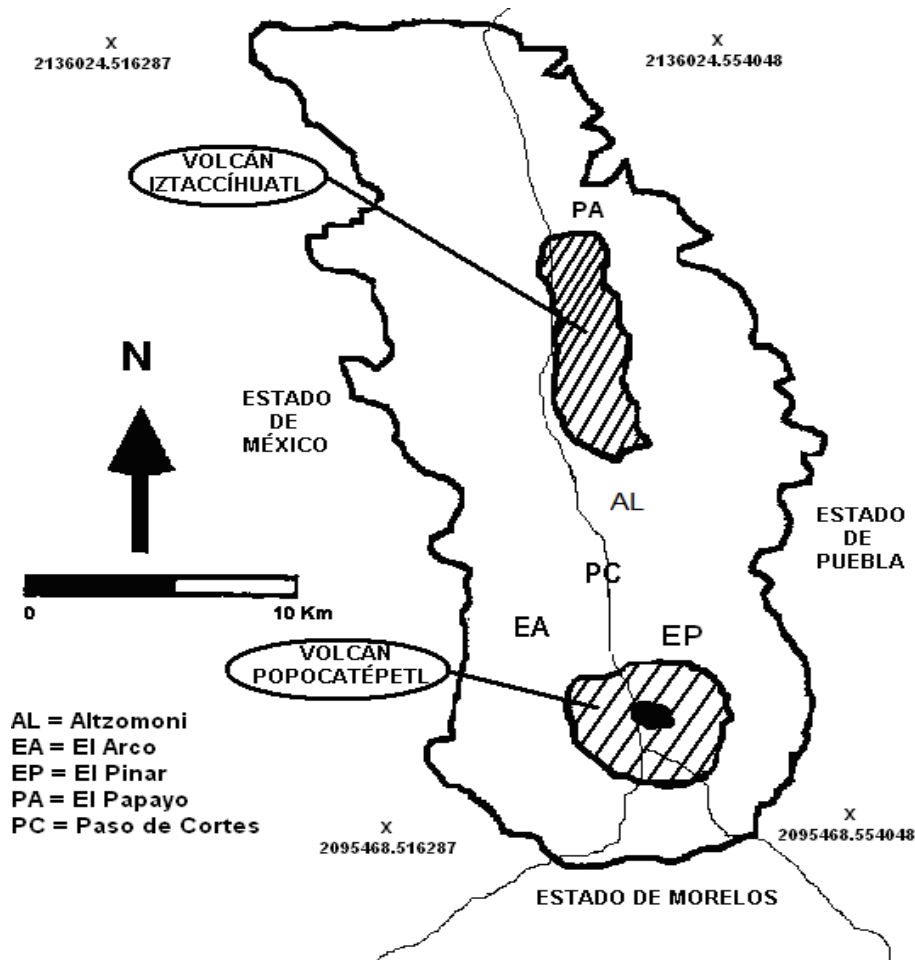 X
2136024.516287
X
2136024.554048
VOLCÁN
IZTACCÍHUATL
PA
N
ESTADO
DE
MÉXICO
AL
ESTADO
DE
PUEBLA
PC
0
10 Km
EA
EP
VOLCÁN
POPOCATÉPETL
AL = Altzomoni
EA = El Arco
EP = El Pinar
PA = El Papayo
PC = Paso de Cortes
X
2095468.516287
X
2095468.554048
ESTADO DE MORELOS